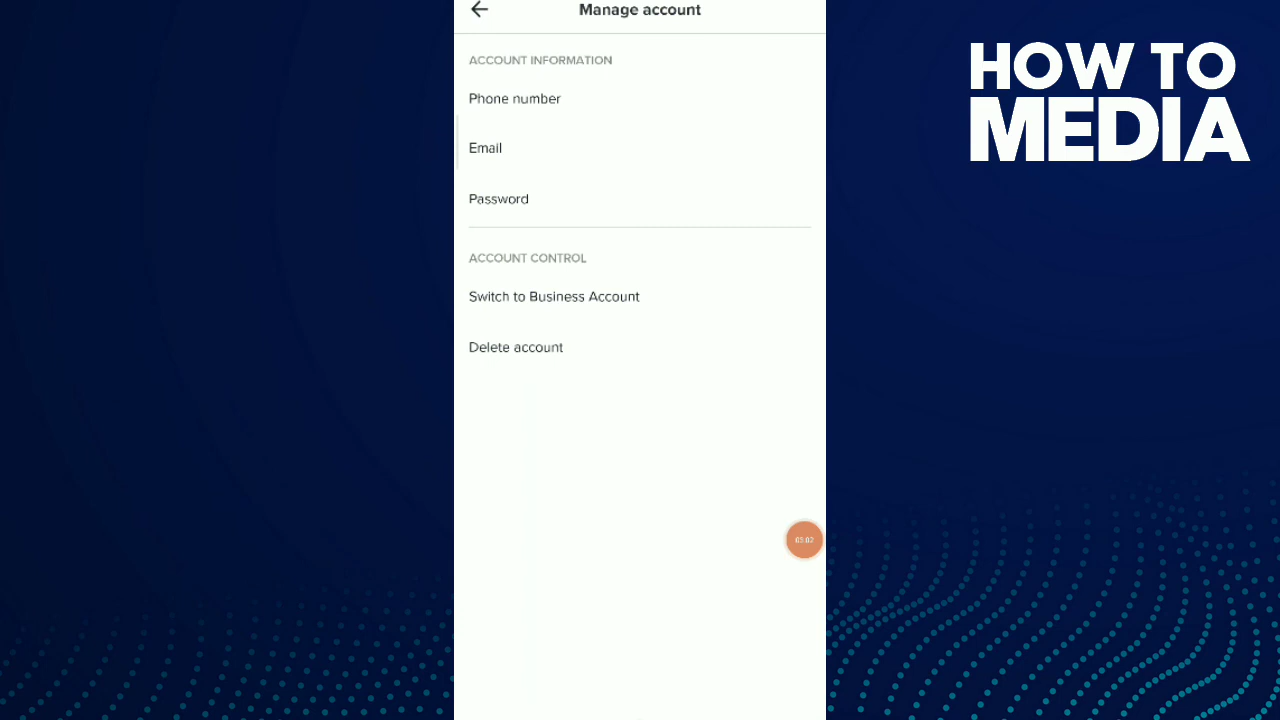 Manage account
HOW TO
MEDIA
ACCOUNT INFORMATION
Phone number
Email
Password
ACCOUNT CONTROL
Switch to Business Account
Delete account